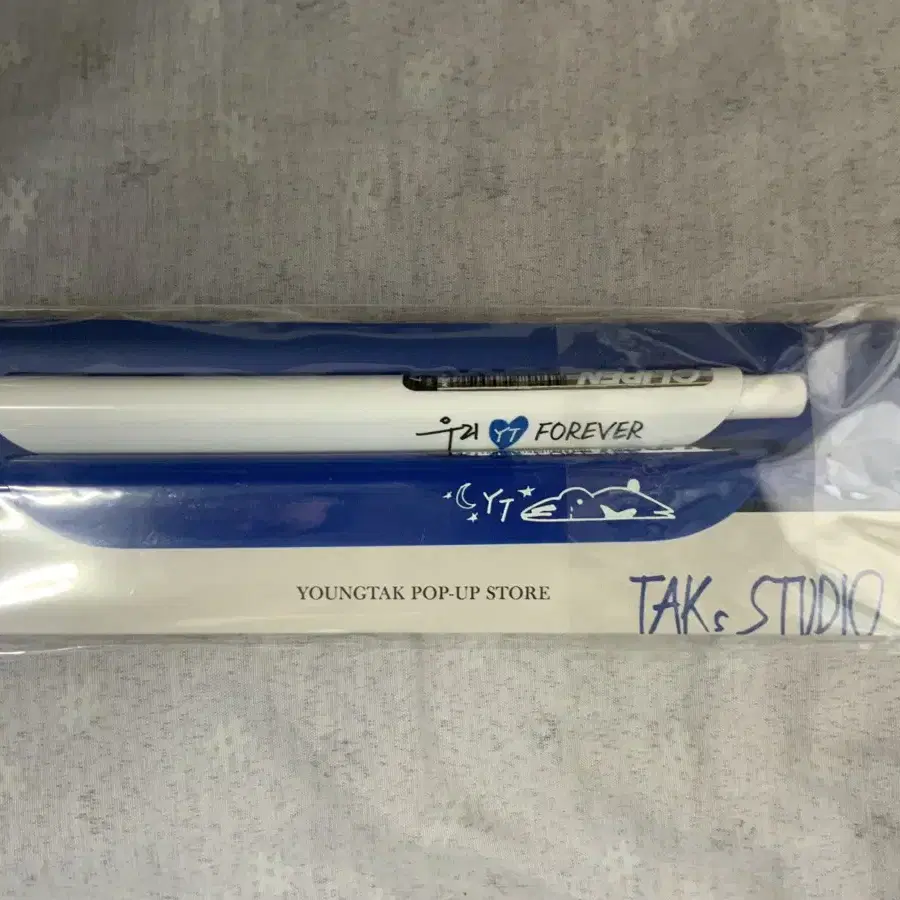 우리 YT FOREVER
YT
YOUNGTAK POP-UP STORE
TAKs STUDIO